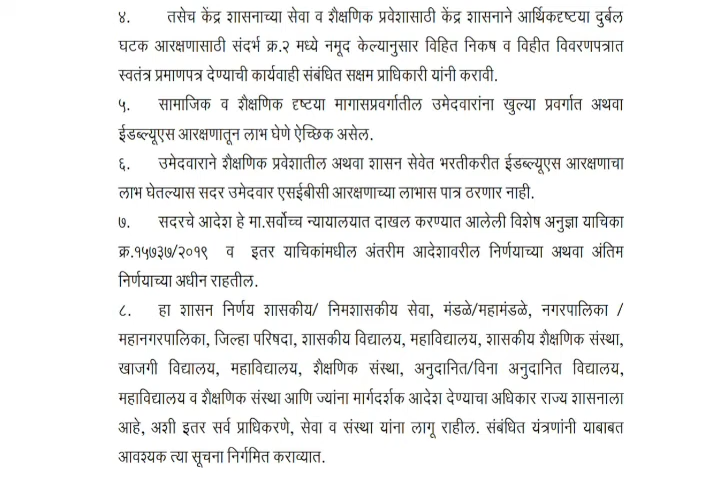 ४. तसेच केंद्र शासनाच्या सेवा व शैक्षणिक प्रवेशासाठी केंद्र शासनाने आर्थिकदृष्टया दुर्बल
घटक आरक्षणासाठी संदर्भ क्र.२ मध्ये नमूद केल्यानुसार विहित निकष व विहीत विवरणपत्रात
स्वतंत्र प्रमाणपत्र देण्याची कार्यवाही संबंधित सक्षम प्राधिकारी यांनी करावी.
५. सामाजिक व शैक्षणिक दृष्टया मागासप्रवर्गातील उमेदवारांना खुल्या प्रवर्गात अथवा
ईडब्ल्यूएस आरक्षणातून लाभ घेणे ऐच्छिक असेल.
६. उमेदवाराने शैक्षणिक प्रवेशातील अथवा शासन सेवेत भरतीकरीत ईडब्ल्यूएस आरक्षणाचा
लाभ घेतल्यास सदर उमेदवार एसईबीसी आरक्षणाच्या लाभास पात्र ठरणार नाही.
७. सदरचे आदेश हे मा.सर्वोच्च न्यायालयात दाखल करण्यात आलेली विशेष अनुज्ञा याचिका
क्र.१५७३७/२०१९ व इतर याचिकांमधील अंतरीम आदेशावरील निर्णयाच्या अथवा अंतिम
निर्णयाच्या अधीन राहतील.
८. हा शासन निर्णय शासकीय/ निमशासकीय सेवा, मंडळे/महामंडळे, नगरपालिका /
महानगरपालिका, जिल्हा परिषदा, शासकीय विद्यालय, महाविद्यालय, शासकीय शैक्षणिक संस्था,
खाजगी विद्यालय, महाविद्यालय, शैक्षणिक संस्था, अनुदानित/विना अनुदानित विद्यालय,
महाविद्यालय व शैक्षणिक संस्था आणि ज्यांना मार्गदर्शक आदेश देण्याचा अधिकार राज्य शासनाला
आहे, अशी इतर सर्व प्राधिकरणे, सेवा व संस्था यांना लागू राहील. संबंधित यंत्रणांनी याबाबत
आवश्यक त्या सूचना निर्गमित कराव्यात.